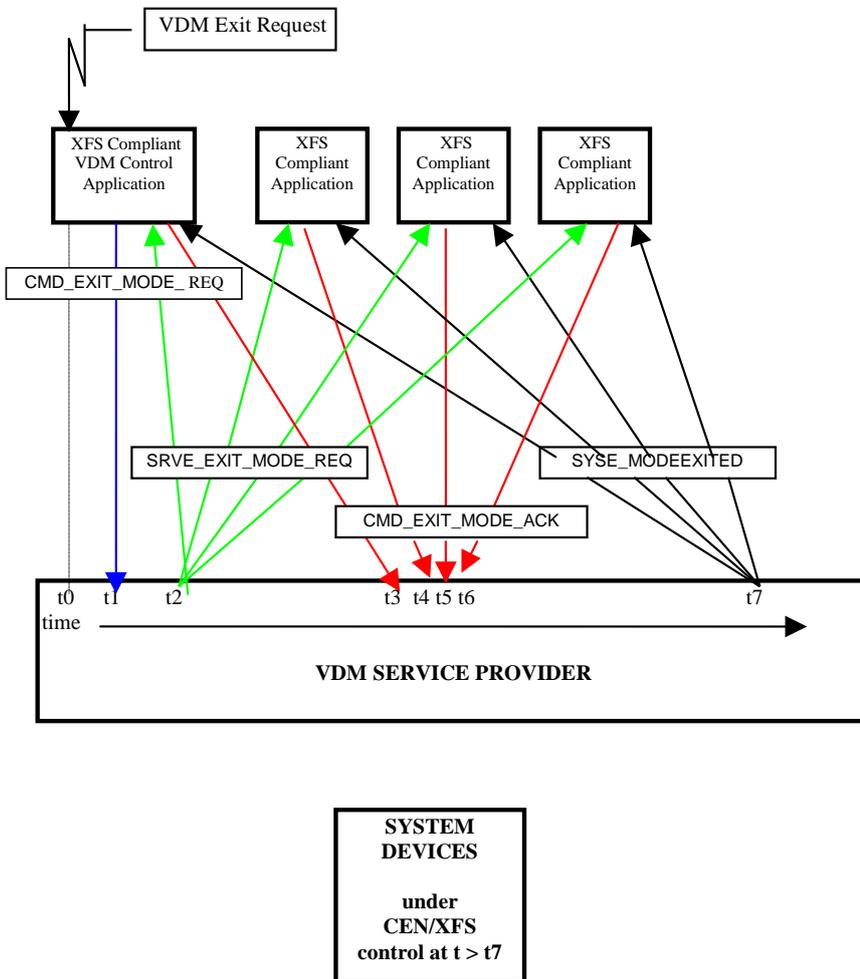 VDM Exit Request
XFS Compliant
VDM Control
Application
XFS
Compliant
Application
XFS
Compliant
Application
XFS
Compliant
Application
CMD_EXIT_MODE_ REQ
SRVE_EXIT_MODE_REQ
SYSE_MODEEXITED
CMD_EXIT_MODE_ACK
t0 t1 t2 t3 t4 t5 t6 t7
time
VDM SERVICE PROVIDER
SYSTEM
DEVICES
under
CEN/XFS
control at t > t7